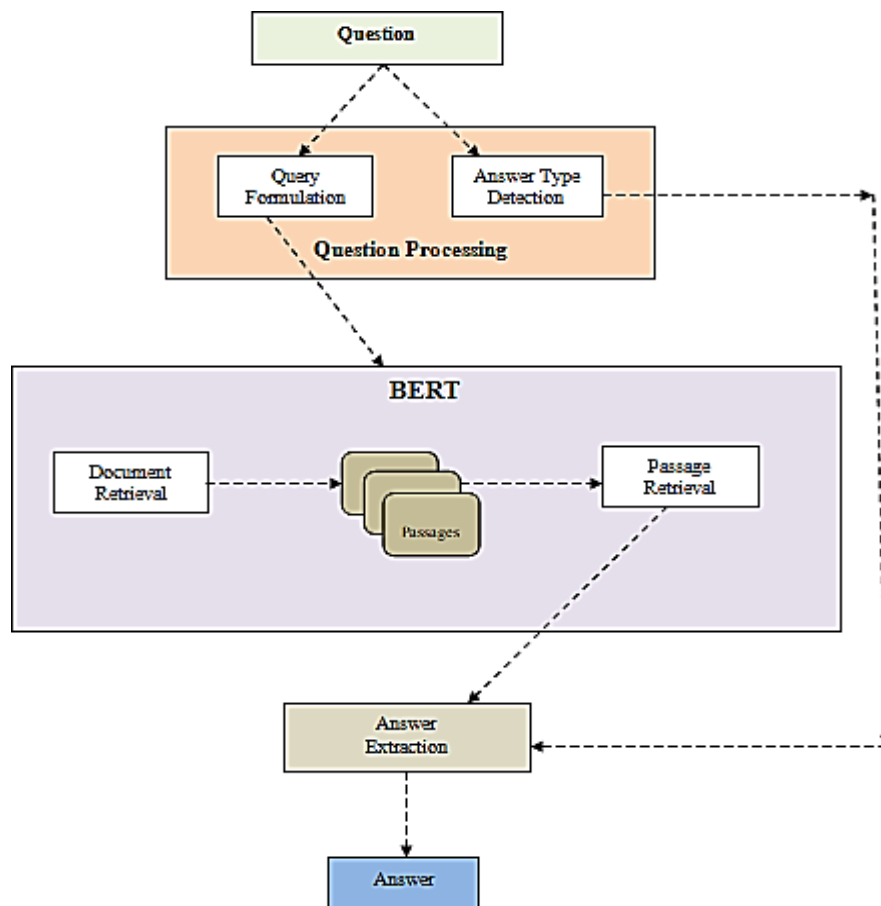 Question
Query
Formulation
Answer Type
Detection
Question Processing
BERT
Document
Retrieval
Passages
Passage
Retrieval
Answer
Extraction
Answer